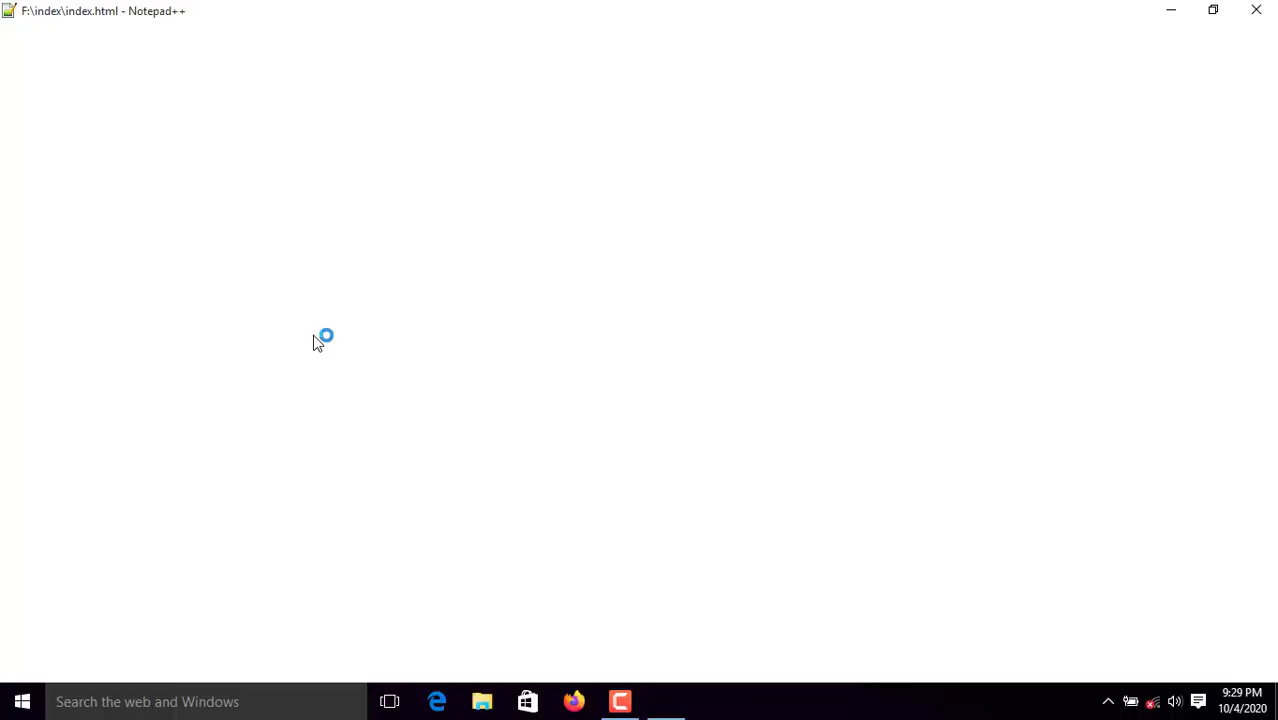 F:\index\index.html - Notepad++
Search the web and Windows
9:29 PM
10/4/2020